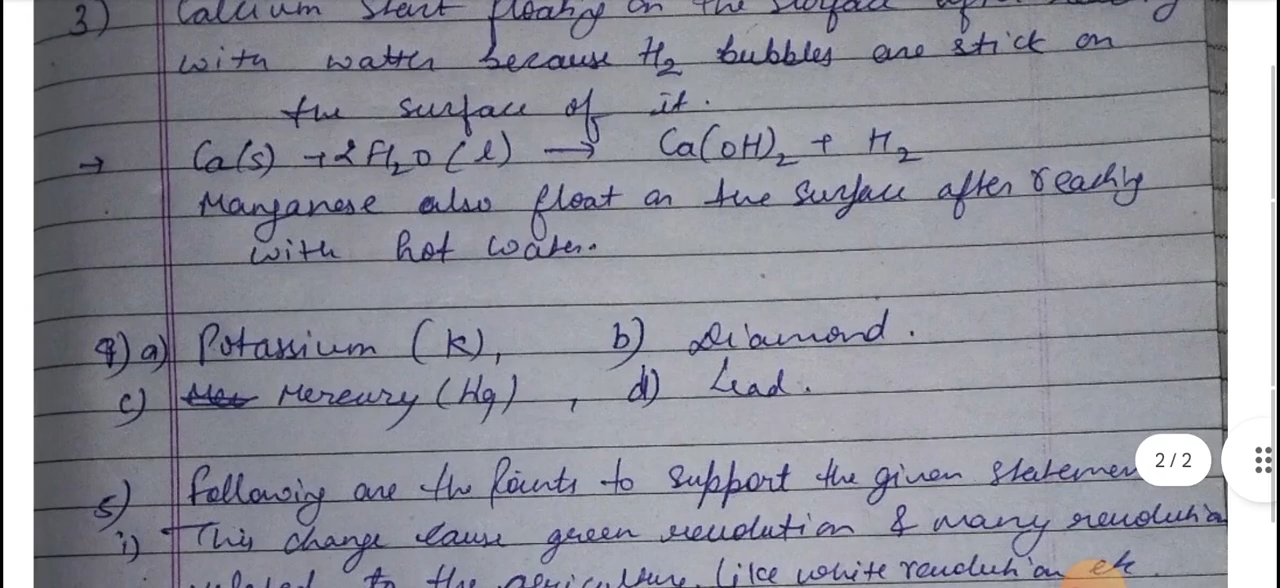 3) Calcium start floating on the surface after
with watter because H₂ bubbles are stick on
the surface of it.
→ Ca(s) + 2H₂O (l) → Ca(OH)₂ + H₂
Manganese also float on the surface after reacting
with hot water.
4) a) Potassium (K), b) Diamond.
c) Mercury (Hg) , d) Lead.
2/2
5) Following are the Points to support the given statemen
i) This change cause green revolution & many revolution
to the agriculture like white revolution etc